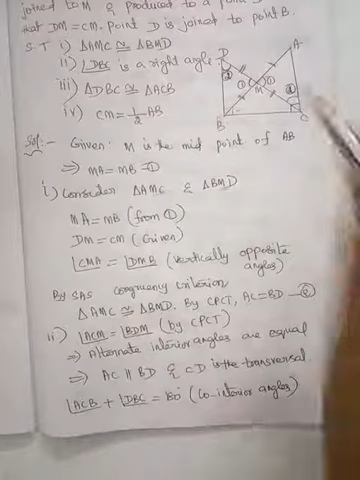 joined to M & produced to a point D
that DM=CM. Point D is joined to point B.
S.T i) ΔAMC ≅ ΔBMD
ii) ∠DBC is a right angle
iii) ΔDBC ≅ ΔACB
iv) CM=1/2 AB
D
A
M
B
C
Sol:- Given: M is the mid point of AB
⇒ MA=MB-①
i) Consider ΔAMC & ΔBMD
MA=MB (from ①)
DM=CM (Given)
∠CMA = ∠DMB (vertically opposite
angles)
By SAS congruency criterion
ΔAMC ≅ ΔBMD. By CPCT, AC=BD-②
ii) ∠ACM = ∠BDM (by CPCT)
⇒ Alternate interior angles are equal
⇒ AC || BD & CD is the transversal.
∠ACB + ∠DBC = 180° (Co-interior angles)